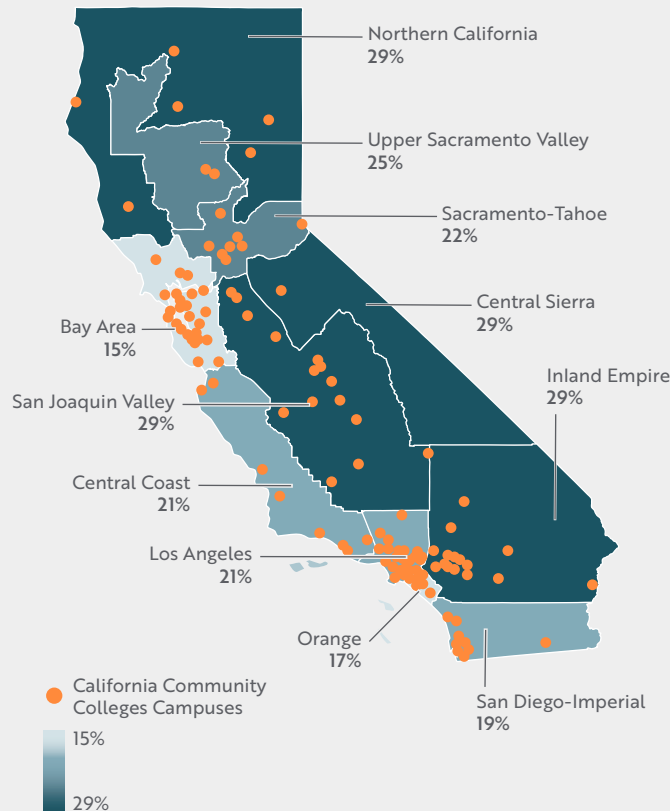 Northern California
29%
Upper Sacramento Valley
25%
Sacramento-Tahoe
22%
Central Sierra
29%
Bay Area
15%
Inland Empire
29%
San Joaquin Valley
29%
Central Coast
21%
Los Angeles
21%
Orange
17%
San Diego-Imperial
19%
California Community
Colleges Campuses
15%
29%